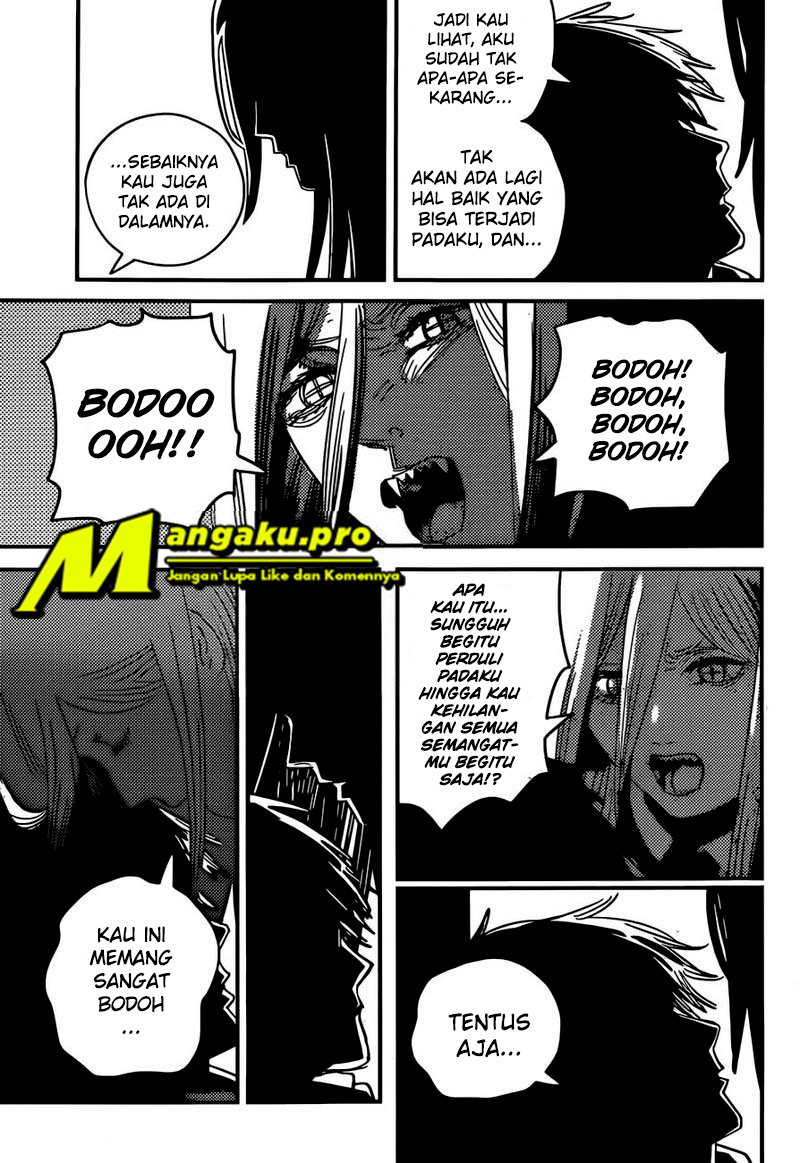 JADI KAU
LIHAT, AKU
SUDAH TAK
APA-APA SE-
KARANG...
TAK
AKAN ADA LAGI
HAL BAIK YANG
BISA TERJADI
PADAKU, DAN...
...SEBAIKNYA
KAU JUGA
TAK ADA DI
DALAMNYA.
BODOH!
BODOH,
BODOH,
BODOH!
BODOO
OOH!!
Mangaku.pro
Jangan Lupa Like dan Komennya
APA
KAU ITU...
SUNGGUH
BEGITU
PERDULI
PADAKU
HINGGA KAU
KEHILAN-
GAN SEMUA
SEMANGAT-
MU BEGITU
SAJA!?
TENTUS
AJA...
KAU INI
MEMANG
SANGAT
BODOH
...